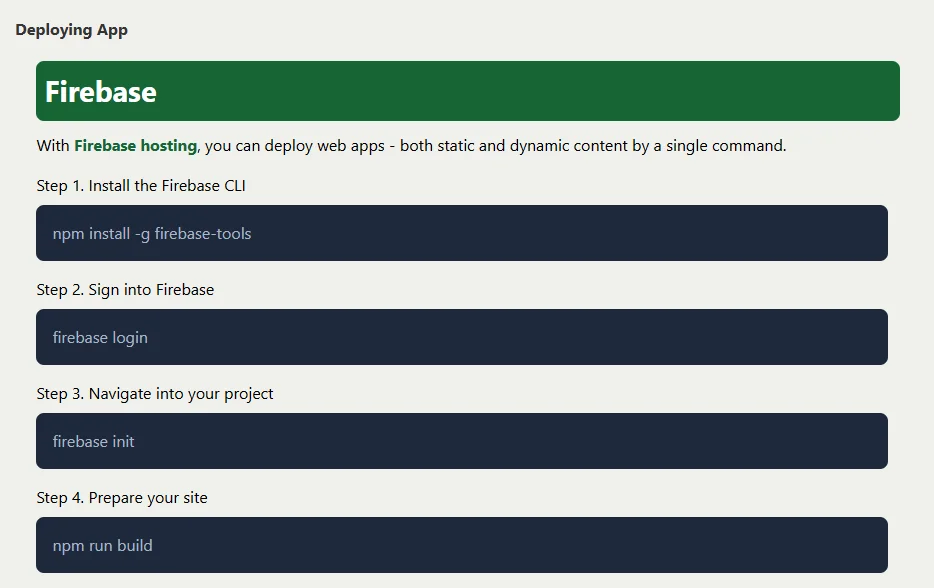 Deploying App
Firebase
With Firebase hosting, you can deploy web apps - both static and dynamic content by a single command.
Step 1. Install the Firebase CLI
npm install -g firebase-tools
Step 2. Sign into Firebase
firebase login
Step 3. Navigate into your project
firebase init
Step 4. Prepare your site
npm run build